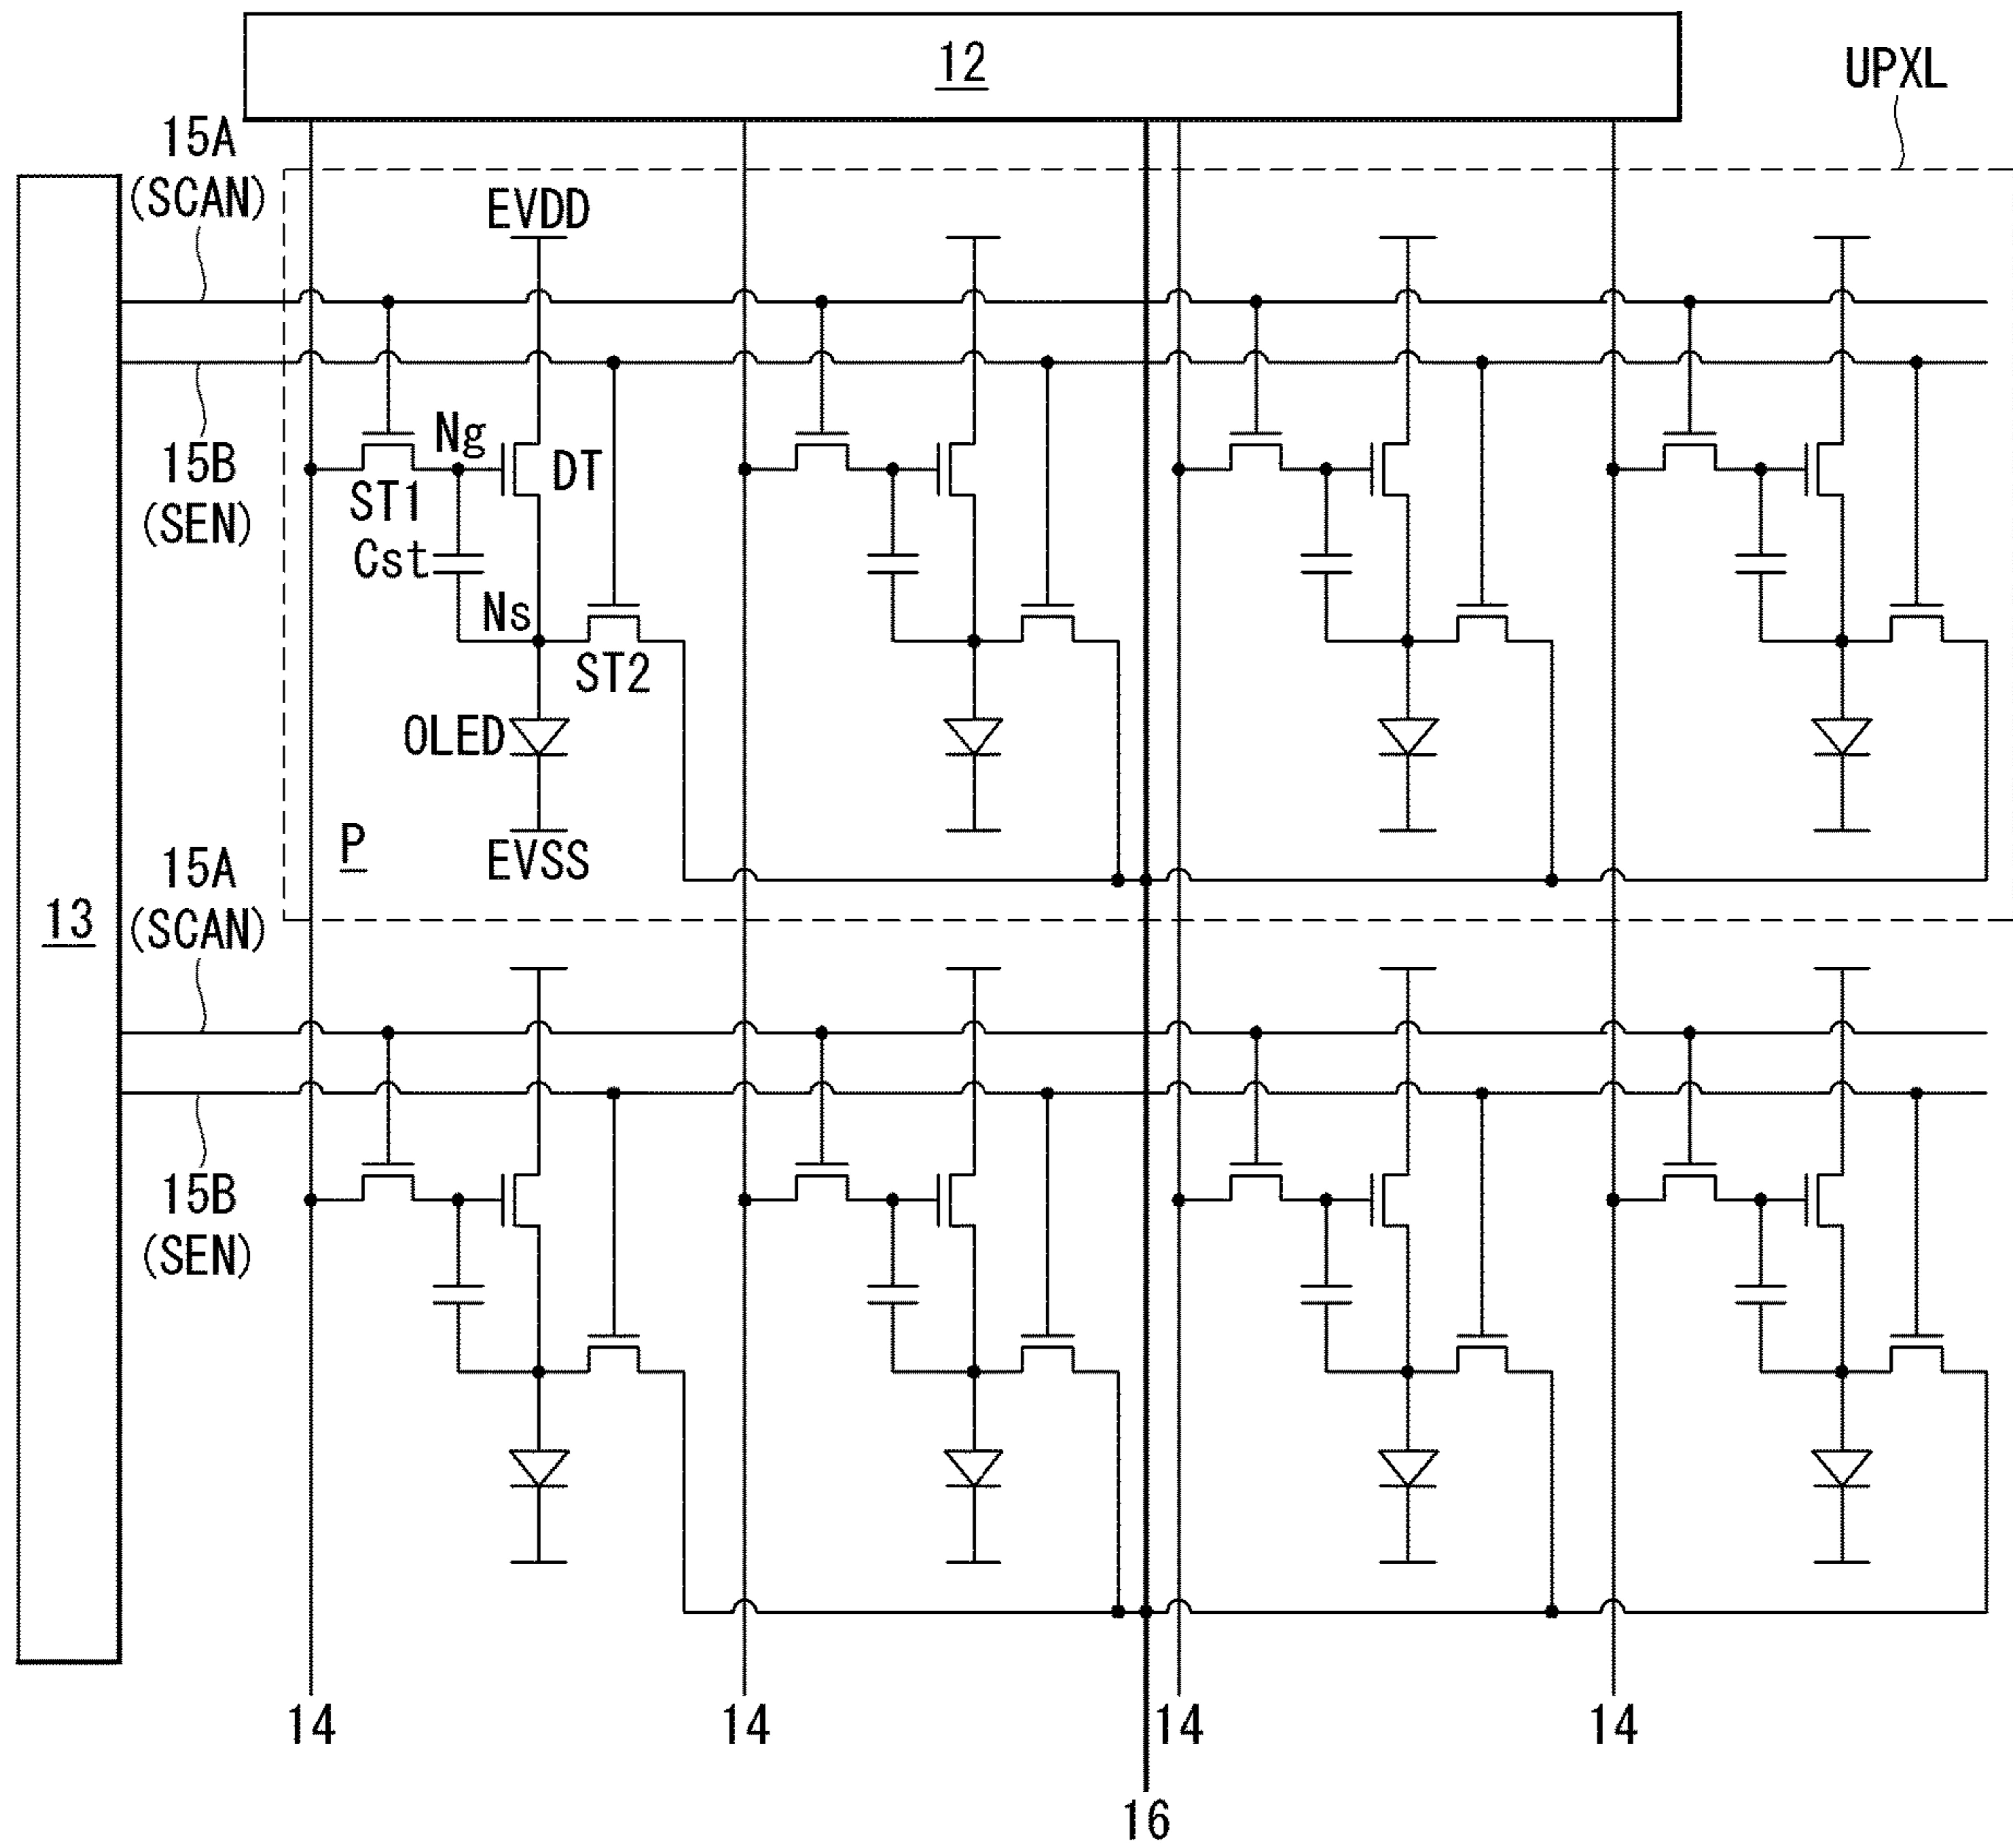 12
UPXL
15A
(SCAN)
EVDD
15B
(SEN)
Ng
DT
ST1
Cst
Ns
ST2
OLED
P
EVSS
13
15A
(SCAN)
15B
(SEN)
14
14
14
14
16